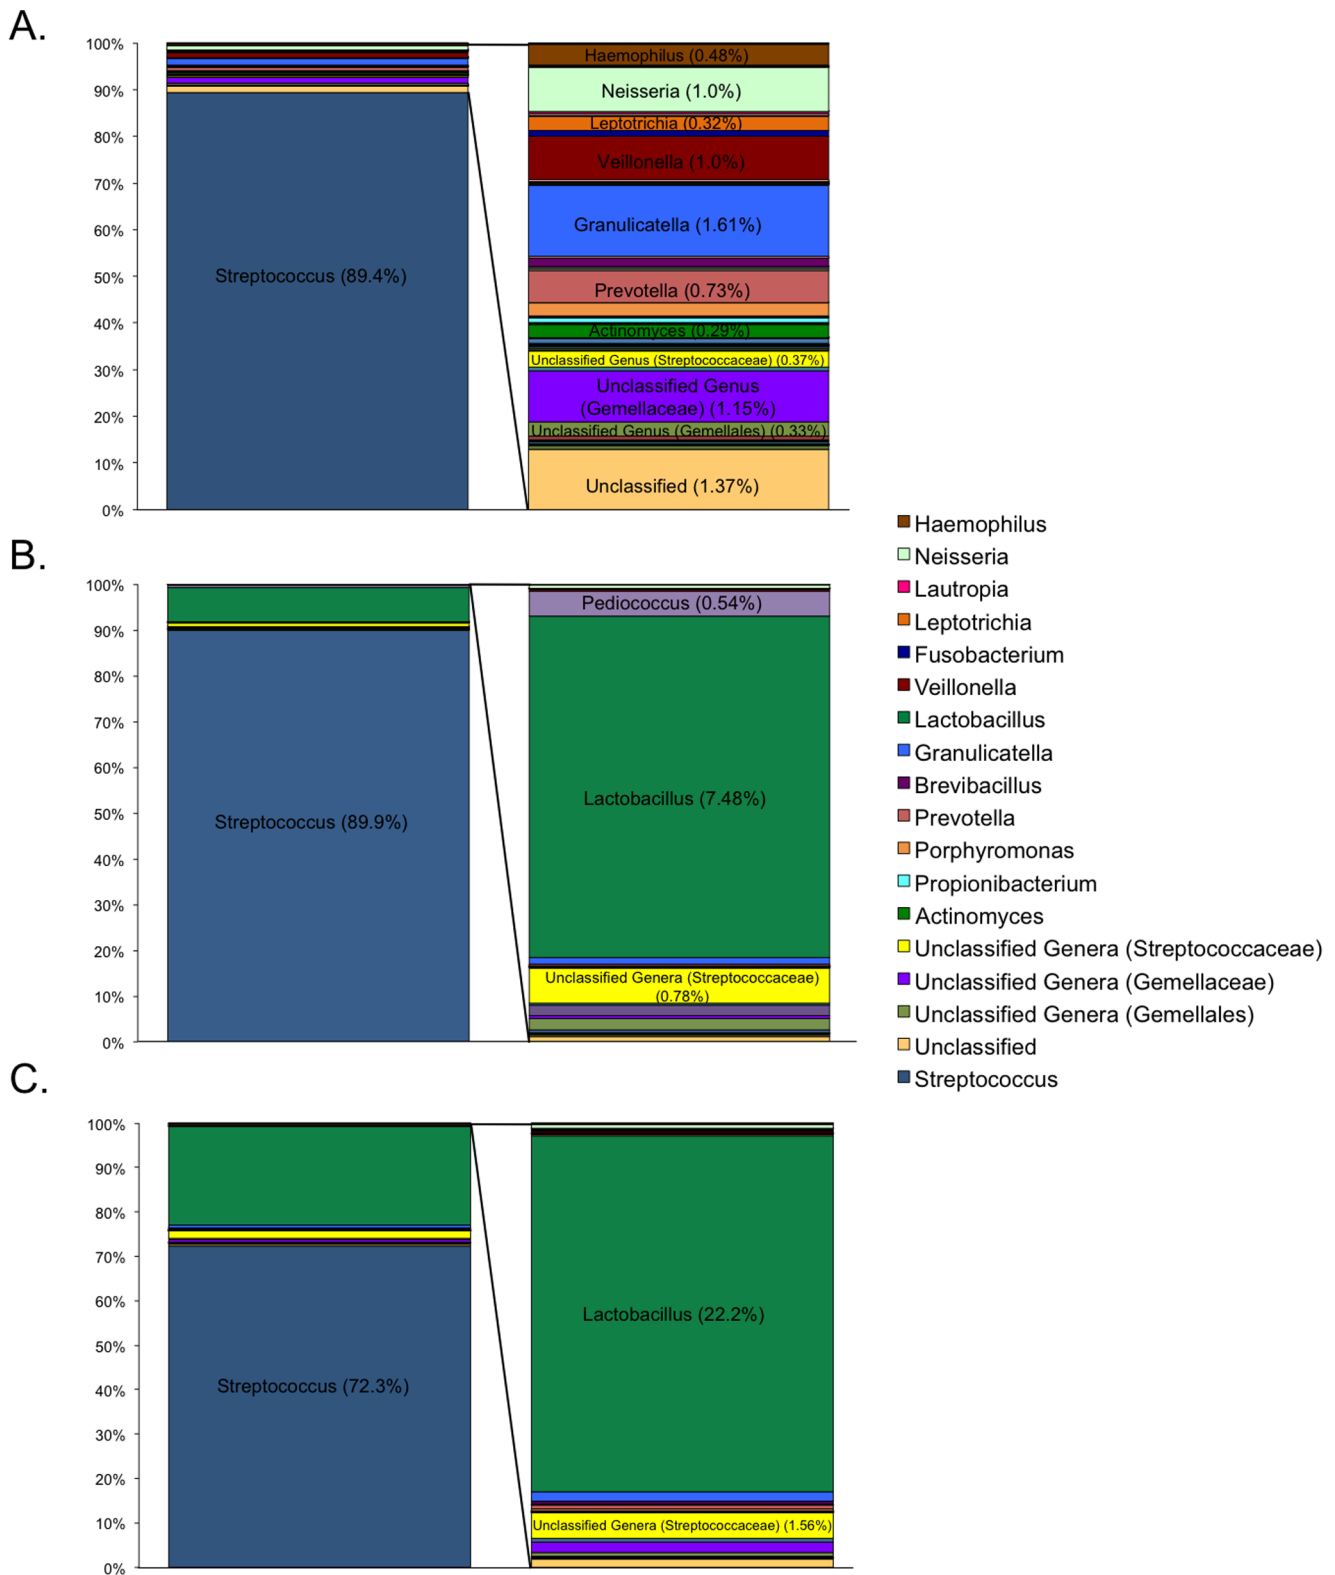 A.
100%
90%
80%
70%
60%
50%
40%
30%
20%
10%
0%
Streptococcus (89.4%)
Haemophilus (0.48%)
Neisseria (1.0%)
Leptotrichia (0.32%)
Veillonella (1.0%)
Granulicatella (1.61%)
Prevotella (0.73%)
Actinomyces (0.29%)
Unclassified Genus (Streptococcaceae) (0.37%)
Unclassified Genus
(Gemellaceae) (1.15%)
Unclassified Genus (Gemellales) (0.33%)
Unclassified (1.37%)
B.
100%
90%
80%
70%
60%
50%
40%
30%
20%
10%
0%
Streptococcus (89.9%)
Pediococcus (0.54%)
Lactobacillus (7.48%)
Unclassified Genera (Streptococcaceae)
(0.78%)
C.
100%
90%
80%
70%
60%
50%
40%
30%
20%
10%
0%
Streptococcus (72.3%)
Lactobacillus (22.2%)
Unclassified Genera (Streptococcaceae) (1.56%)
Haemophilus
Neisseria
Lautropia
Leptotrichia
Fusobacterium
Veillonella
Lactobacillus
Granulicatella
Brevibacillus
Prevotella
Porphyromonas
Propionibacterium
Actinomyces
Unclassified Genera (Streptococcaceae)
Unclassified Genera (Gemellaceae)
Unclassified Genera (Gemellales)
Unclassified
Streptococcus